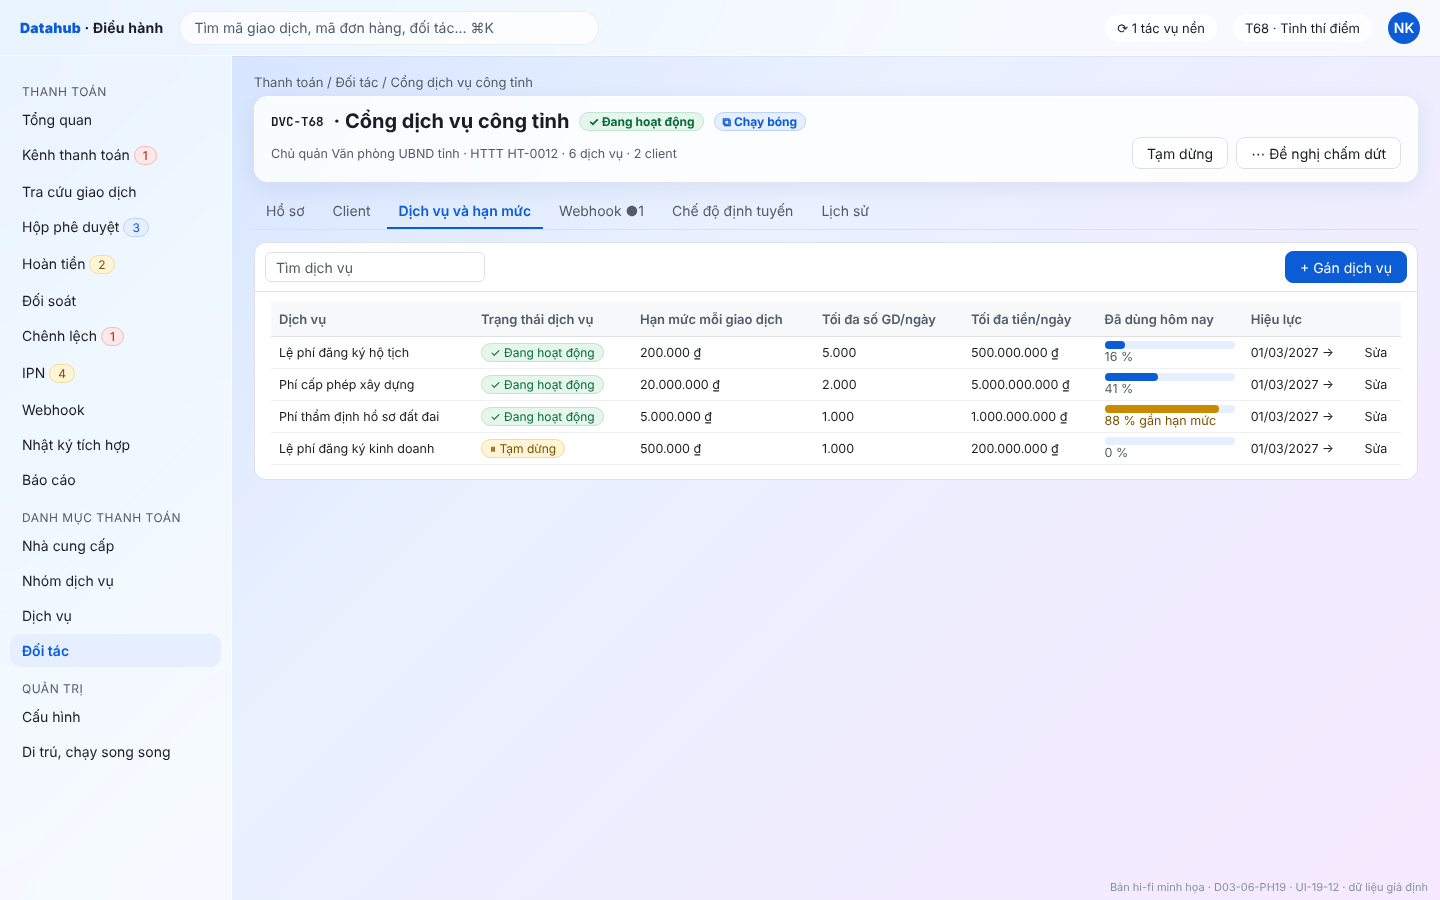 Datahub · Điều hành
Tìm mã giao dịch, mã đơn hàng, đối tác... ⌘K
⟳ 1 tác vụ nền
T68 · Tỉnh thí điểm
NK
THANH TOÁN
Tổng quan
Kênh thanh toán 1
Tra cứu giao dịch
Hộp phê duyệt 3
Hoàn tiền 2
Đối soát
Chênh lệch 1
IPN 4
Webhook
Nhật ký tích hợp
Báo cáo
DANH MỤC THANH TOÁN
Nhà cung cấp
Nhóm dịch vụ
Dịch vụ
Đối tác
QUẢN TRỊ
Cấu hình
Di trú, chạy song song
Thanh toán / Đối tác / Cổng dịch vụ công tỉnh
DVC-T68 · Cổng dịch vụ công tỉnh ✓ Đang hoạt động ⧉ Chạy bóng
Chủ quản Văn phòng UBND tỉnh · HTTT HT-0012 · 6 dịch vụ · 2 client
Tạm dừng
⋯ Đề nghị chấm dứt
Hồ sơ Client Dịch vụ và hạn mức Webhook ●1 Chế độ định tuyến Lịch sử
Tìm dịch vụ
+ Gán dịch vụ
Dịch vụ Trạng thái dịch vụ Hạn mức mỗi giao dịch Tối đa số GD/ngày Tối đa tiền/ngày Đã dùng hôm nay Hiệu lực
Lệ phí đăng ký hộ tịch ✓ Đang hoạt động 200.000 ₫ 5.000 500.000.000 ₫ 16 % 01/03/2027 → Sửa
Phí cấp phép xây dựng ✓ Đang hoạt động 20.000.000 ₫ 2.000 5.000.000.000 ₫ 41 % 01/03/2027 → Sửa
Phí thẩm định hồ sơ đất đai ✓ Đang hoạt động 5.000.000 ₫ 1.000 1.000.000.000 ₫ 88 % gần hạn mức 01/03/2027 → Sửa
Lệ phí đăng ký kinh doanh ⏸ Tạm dừng 500.000 ₫ 1.000 200.000.000 ₫ 0 % 01/03/2027 → Sửa
Bản hi-fi minh họa · D03-06-PH19 · UI-19-12 · dữ liệu giả định